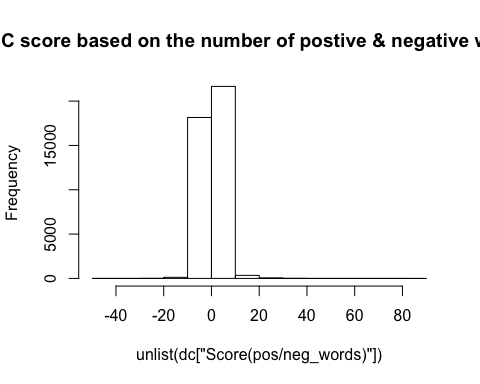 C score based on the number of postive & negative
Frequency
15000
5000
0
-40 -20 0 20 40 60 80
unlist(dc["Score(pos/neg_words)"])